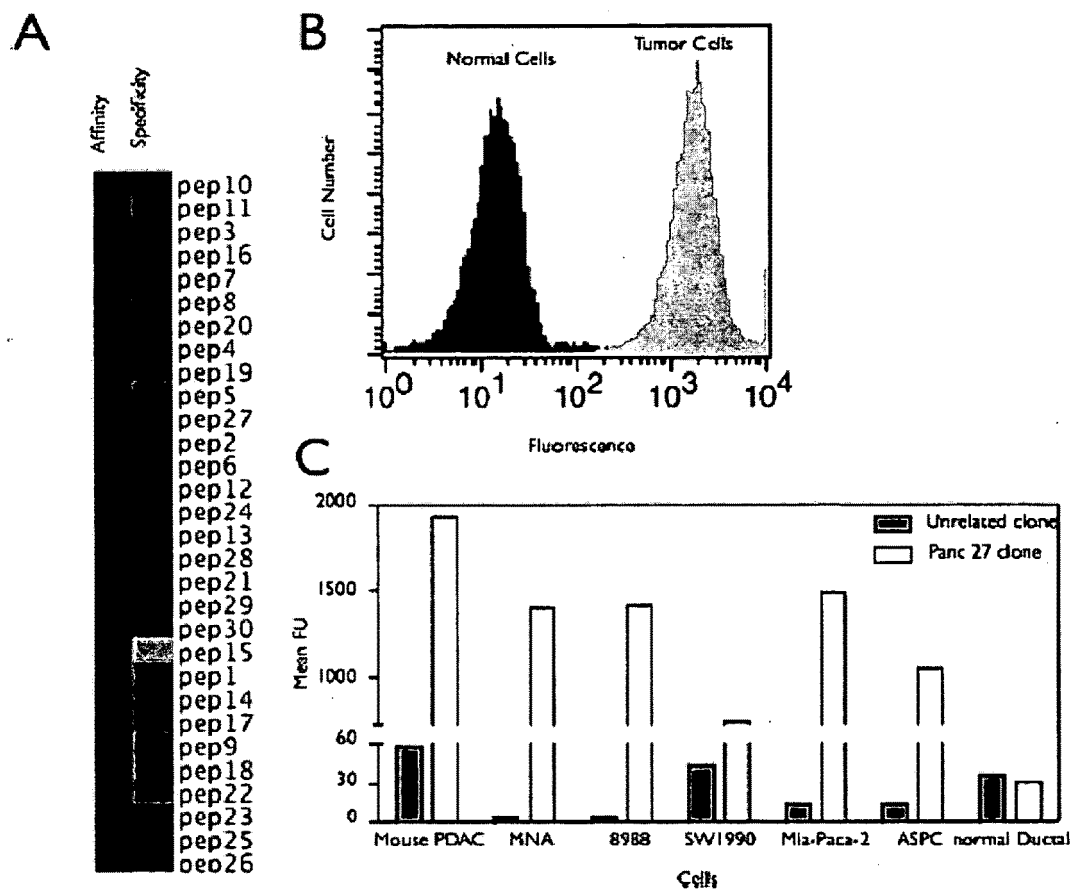 A
Affinity
Specificity
pep10
pep11
pep3
pep16
pep7
pep8
pep20
pep4
pep19
pep5
pep27
pep2
pep6
pep12
pep24
pep13
pep28
pep21
pep29
pep30
pep15
pep1
pep14
pep17
pep9
pep18
pep22
pep23
pep25
pep26
B
Normal Cells
Tumor Cells
Cell Number
10^0 10^1 10^2 10^3 10^4
Fluorescence
C
2000
1500
1000
60
30
0
Mean FU
Unrelated clone
Panc 27 clone
Mouse PDAC MNA 8988 SW1990 Mia-Paca-2 ASPC normal Ductal
Cells